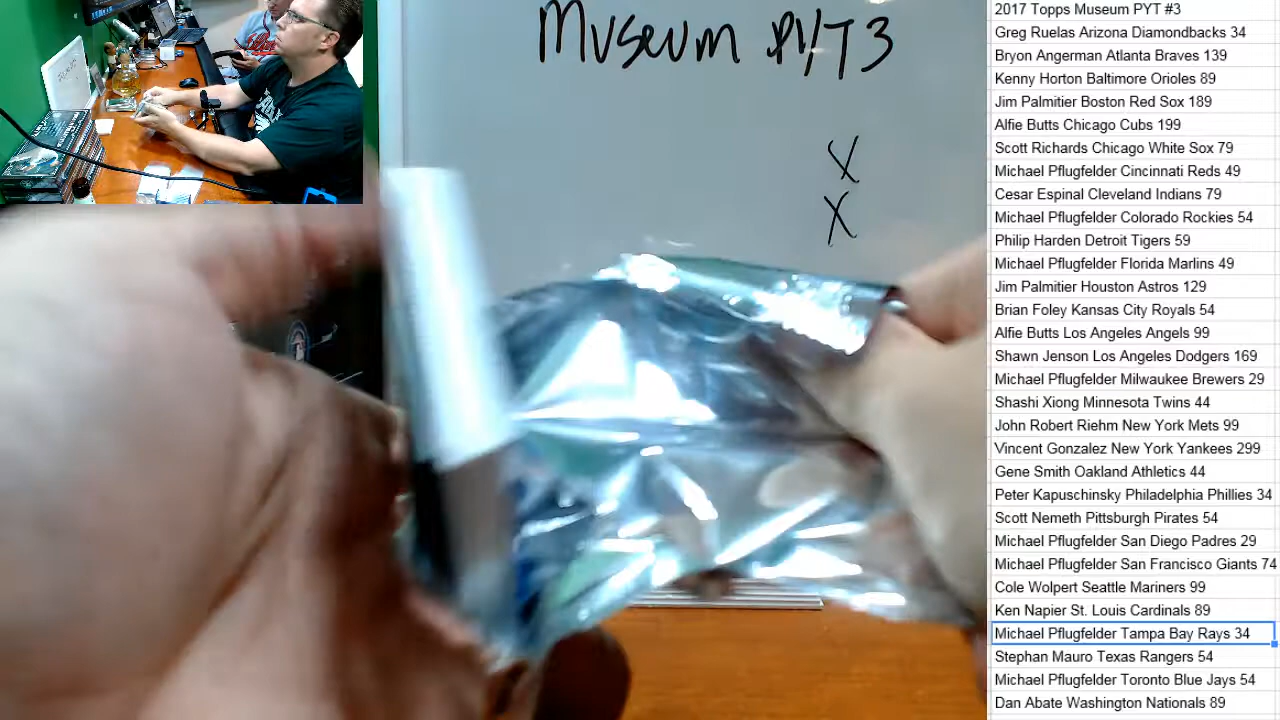 Museum PYT 3
X
X
2017 Topps Museum PYT #3
Greg Ruelas Arizona Diamondbacks 34
Bryon Angerman Atlanta Braves 139
Kenny Horton Baltimore Orioles 89
Jim Palmitier Boston Red Sox 189
Alfie Butts Chicago Cubs 199
Scott Richards Chicago White Sox 79
Michael Pflugfelder Cincinnati Reds 49
Cesar Espinal Cleveland Indians 79
Michael Pflugfelder Colorado Rockies 54
Philip Harden Detroit Tigers 59
Michael Pflugfelder Florida Marlins 49
Jim Palmitier Houston Astros 129
Brian Foley Kansas City Royals 54
Alfie Butts Los Angeles Angels 99
Shawn Jenson Los Angeles Dodgers 169
Michael Pflugfelder Milwaukee Brewers 29
Shashi Xiong Minnesota Twins 44
John Robert Riehm New York Mets 99
Vincent Gonzalez New York Yankees 299
Gene Smith Oakland Athletics 44
Peter Kapuschinsky Philadelphia Phillies 34
Scott Nemeth Pittsburgh Pirates 54
Michael Pflugfelder San Diego Padres 29
Michael Pflugfelder San Francisco Giants 74
Cole Wolpert Seattle Mariners 99
Ken Napier St. Louis Cardinals 89
Michael Pflugfelder Tampa Bay Rays 34
Stephan Mauro Texas Rangers 54
Michael Pflugfelder Toronto Blue Jays 54
Dan Abate Washington Nationals 89